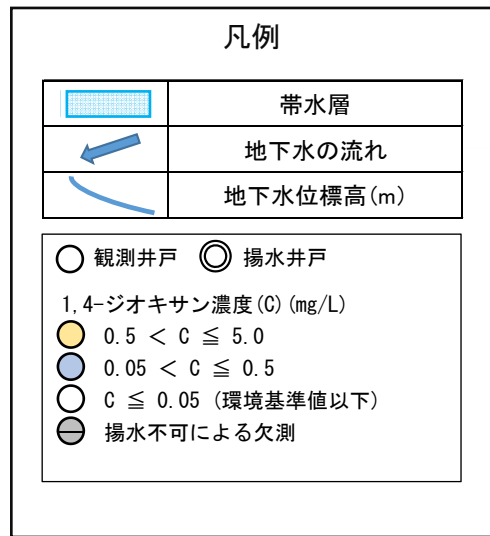 凡例
帯水層
地下水の流れ
地下水位標高(m)
観測井戸 揚水井戸
1,4-ジオキサン濃度(C)(mg/L)
0.5 < C ≦ 5.0
0.05 < C ≦ 0.5
C ≦ 0.05 (環境基準値以下)
揚水不可による欠測